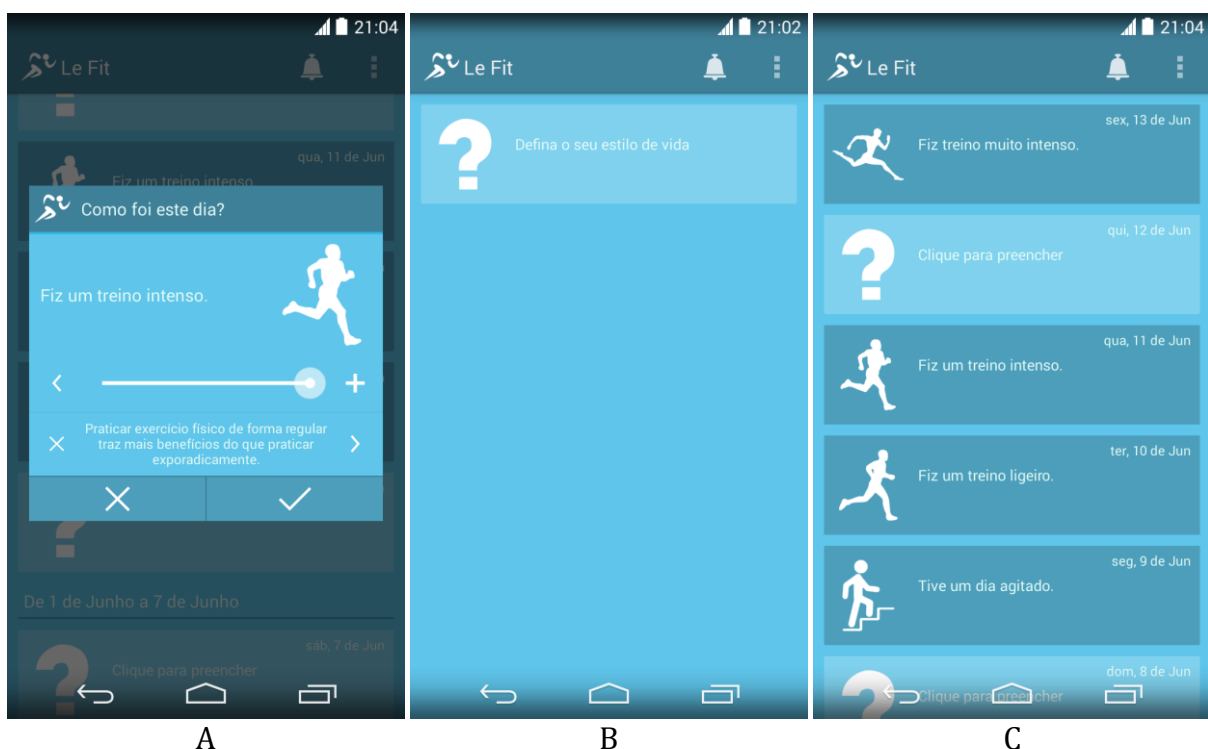 21:04
Le Fit
qua, 11 de Jun
Fiz um treino intenso.
Como foi este dia?
Fiz um treino intenso.
Praticar exercício físico de forma regular
traz mais benefícios do que praticar
exporadicamente.
De 1 de Junho a 7 de Junho
sáb, 7 de Jun
Clique para preencher
A
21:02
Le Fit
Defina o seu estilo de vida
B
21:04
Le Fit
sex, 13 de Jun
Fiz treino muito intenso.
qui, 12 de Jun
Clique para preencher
qua, 11 de Jun
Fiz um treino intenso.
ter, 10 de Jun
Fiz um treino ligeiro.
seg, 9 de Jun
Tive um dia agitado.
dom, 8 de Jun
Clique para preencher
C